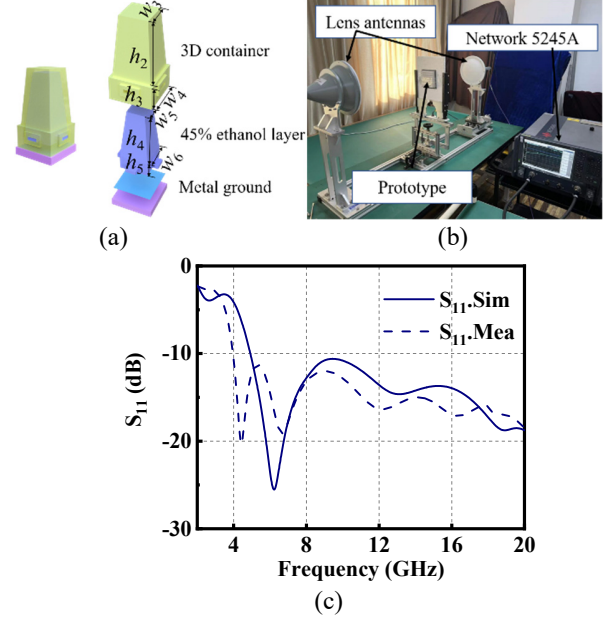 w3
h2
3D container
h3
w4
w5
h4
45% ethanol layer
w6
h5
Metal ground
(a)
Lens antennas
Network 5245A
Prototype
(b)
0
-10
-20
-30
S11 (dB)
S11.Sim
S11.Mea
4
8
12
16
20
Frequency (GHz)
(c)